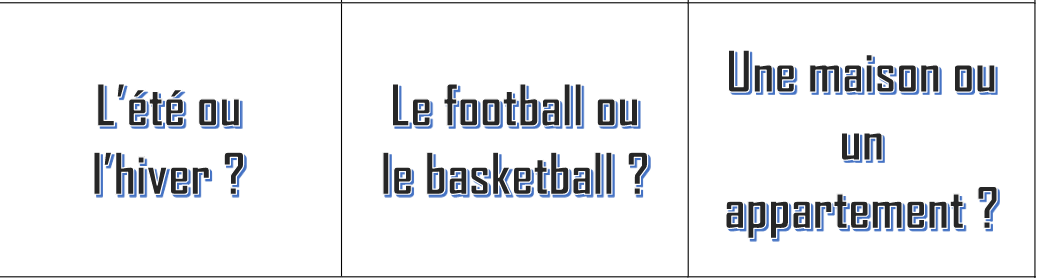 L'été ou
l'hiver ?
Le football ou
le basketball ?
Une maison ou
un
appartement ?